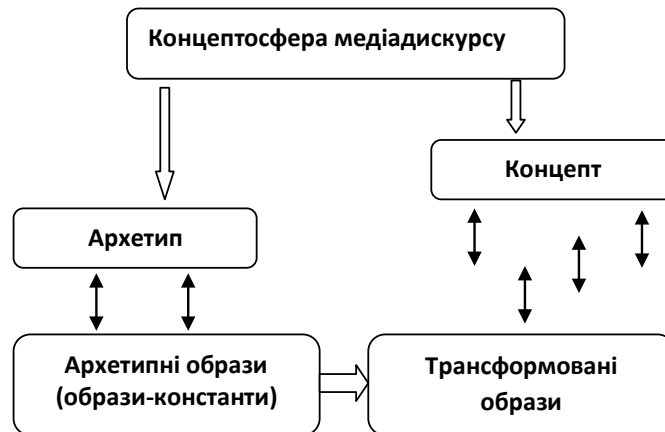 Концептосфера медіадискурсу
Концепт
Архетип
Архетипні образи
(образи-константи)
Трансформовані
образи